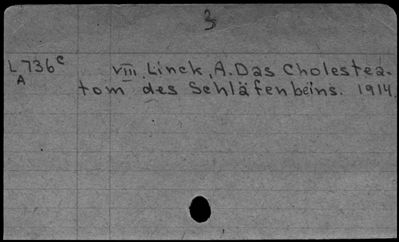 3
L736c VIII. Linck, A. Das Cholestea-
A tom des Schläfenbeins. 1914.